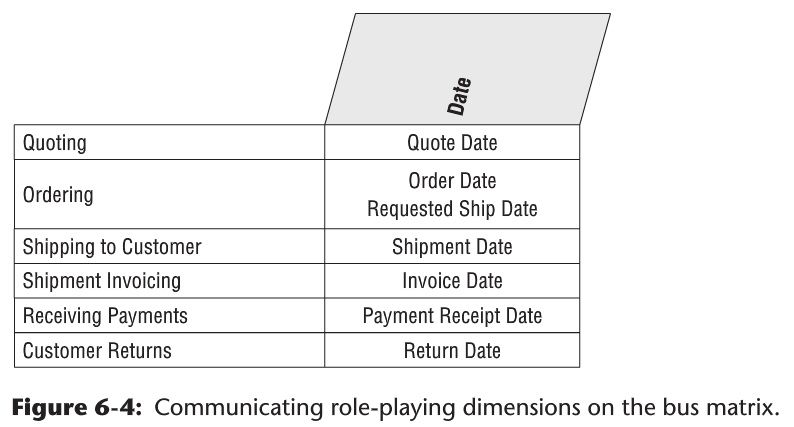 Date
Quoting Quote Date
Ordering Order Date
Requested Ship Date
Shipping to Customer Shipment Date
Shipment Invoicing Invoice Date
Receiving Payments Payment Receipt Date
Customer Returns Return Date
Figure 6-4: Communicating role-playing dimensions on the bus matrix.